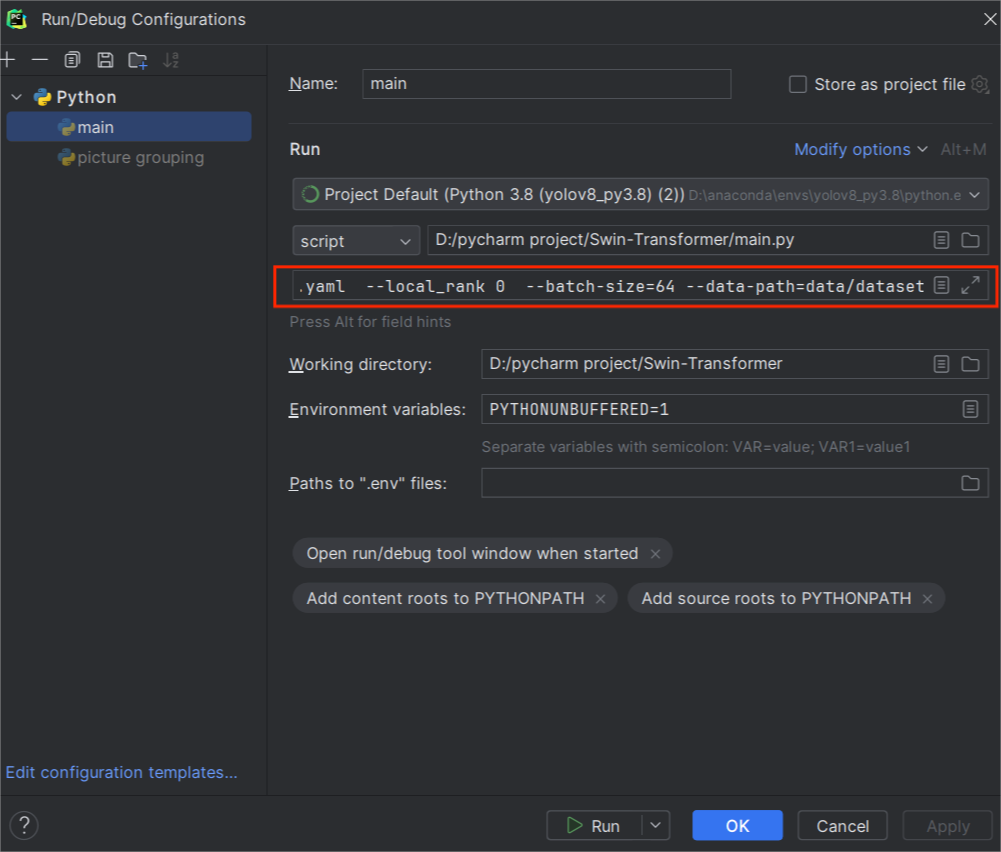 Run/Debug Configurations
Python
main
picture grouping
Edit configuration templates...
Name: main Store as project file
Run Modify options Alt+M
Project Default (Python 3.8 (yolov8_py3.8) (2)) D:\anaconda\envs\yolov8_py3.8\python.e
script D:/pycharm project/Swin-Transformer/main.py
.yaml  --local_rank 0  --batch-size=64 --data-path=data/dataset
Press Alt for field hints
Working directory: D:/pycharm project/Swin-Transformer
Environment variables: PYTHONUNBUFFERED=1
Separate variables with semicolon: VAR=value; VAR1=value1
Paths to ".env" files:
Open run/debug tool window when started
Add content roots to PYTHONPATH Add source roots to PYTHONPATH
? Run OK Cancel Apply